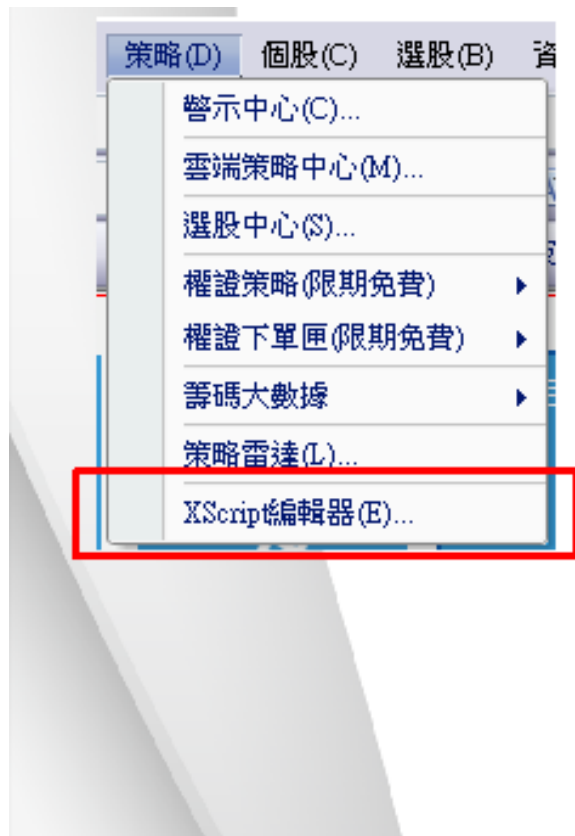 策略(D) 個股(C) 選股(B) 資
警示中心(C)...
雲端策略中心(M)...
選股中心(S)...
權證策略(限期免費)
權證下單匣(限期免費)
籌碼大數據
策略雷達(L)...
XScript編輯器(E)...